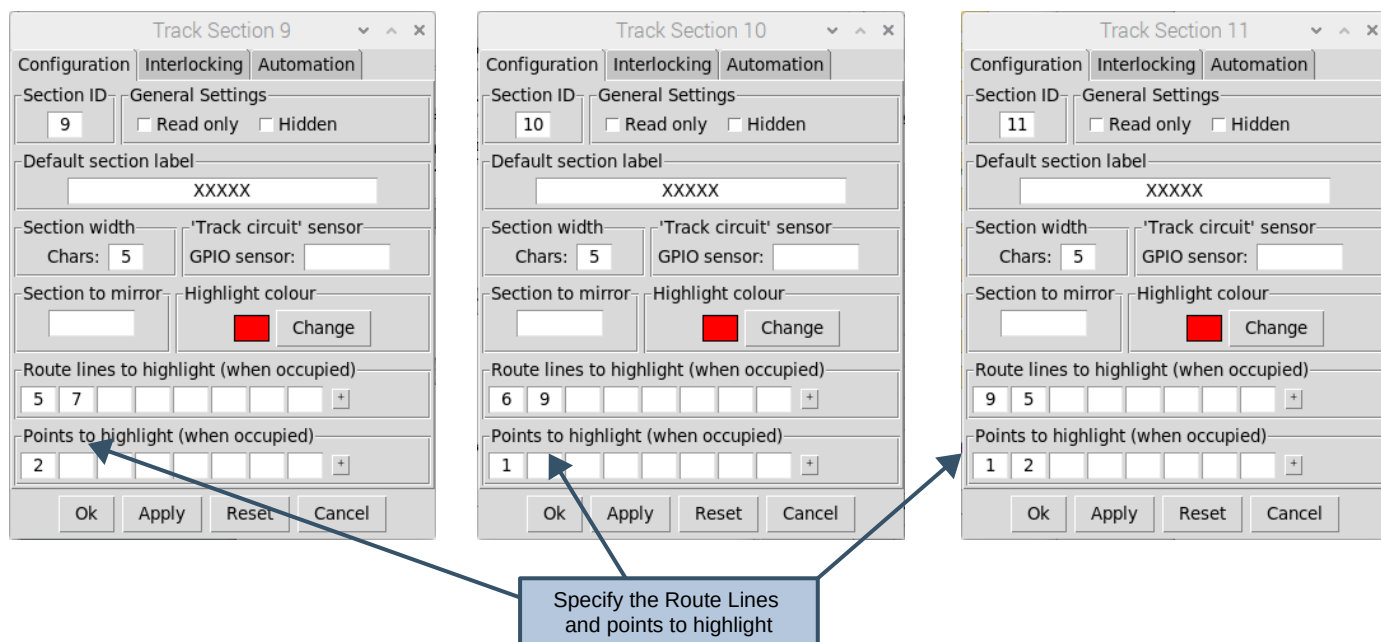 Track Section 9
Configuration Interlocking Automation
Section ID General Settings
9 Read only Hidden
Default section label
XXXXX
Section width 'Track circuit' sensor
Chars: 5 GPIO sensor:
Section to mirror Highlight colour
Change
Route lines to highlight (when occupied)
5 7 +
Points to highlight (when occupied)
2 +
Ok Apply Reset Cancel
Track Section 10
Configuration Interlocking Automation
Section ID General Settings
10 Read only Hidden
Default section label
XXXXX
Section width 'Track circuit' sensor
Chars: 5 GPIO sensor:
Section to mirror Highlight colour
Change
Route lines to highlight (when occupied)
6 9 +
Points to highlight (when occupied)
1 +
Ok Apply Reset Cancel
Track Section 11
Configuration Interlocking Automation
Section ID General Settings
11 Read only Hidden
Default section label
XXXXX
Section width 'Track circuit' sensor
Chars: 5 GPIO sensor:
Section to mirror Highlight colour
Change
Route lines to highlight (when occupied)
9 5 +
Points to highlight (when occupied)
1 2 +
Ok Apply Reset Cancel
Specify the Route Lines
and points to highlight